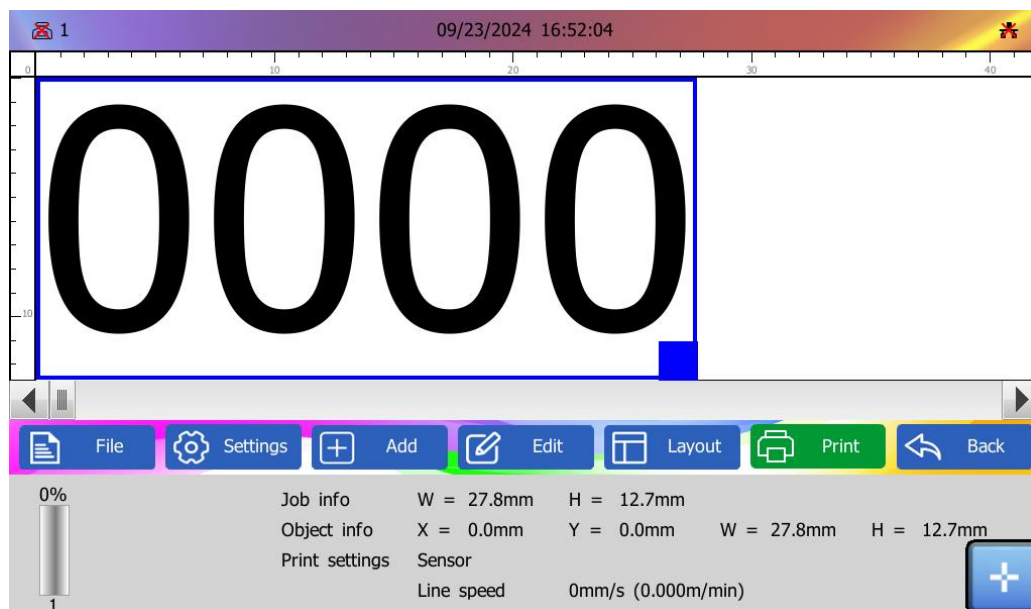 1 09/23/2024 16:52:04
0 10 20 30 40
0000
10
File Settings Add Edit Layout Print Back
0% Job info W = 27.8mm H = 12.7mm
Object info X = 0.0mm Y = 0.0mm W = 27.8mm H = 12.7mm
Print settings Sensor
Line speed 0mm/s (0.000m/min)
1